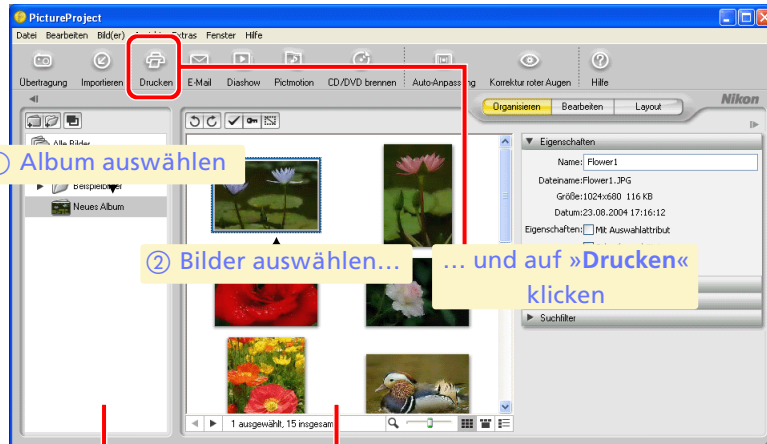 PictureProject
Datei Bearbeiten Bild(er) Extras Fenster Hilfe
Übertragung Importieren Drucken E-Mail Diashow Pictmotion CD/DVD brennen Auto-Anpassung Korrektur roter Augen Hilfe
Organisieren Bearbeiten Layout
Nikon
Alle Bilder
① Album auswählen
Beispielbilder
Neues Album
② Bilder auswählen...
... und auf »Drucken«
klicken
Eigenschaften
Name: Flower1
Dateiname: Flower1.JPG
Größe: 1024x680 116 KB
Datum: 23.08.2004 17:16:12
Eigenschaften: Mit Auswahlattribut
Suchfilter
1 ausgewählt, 15 insgesam